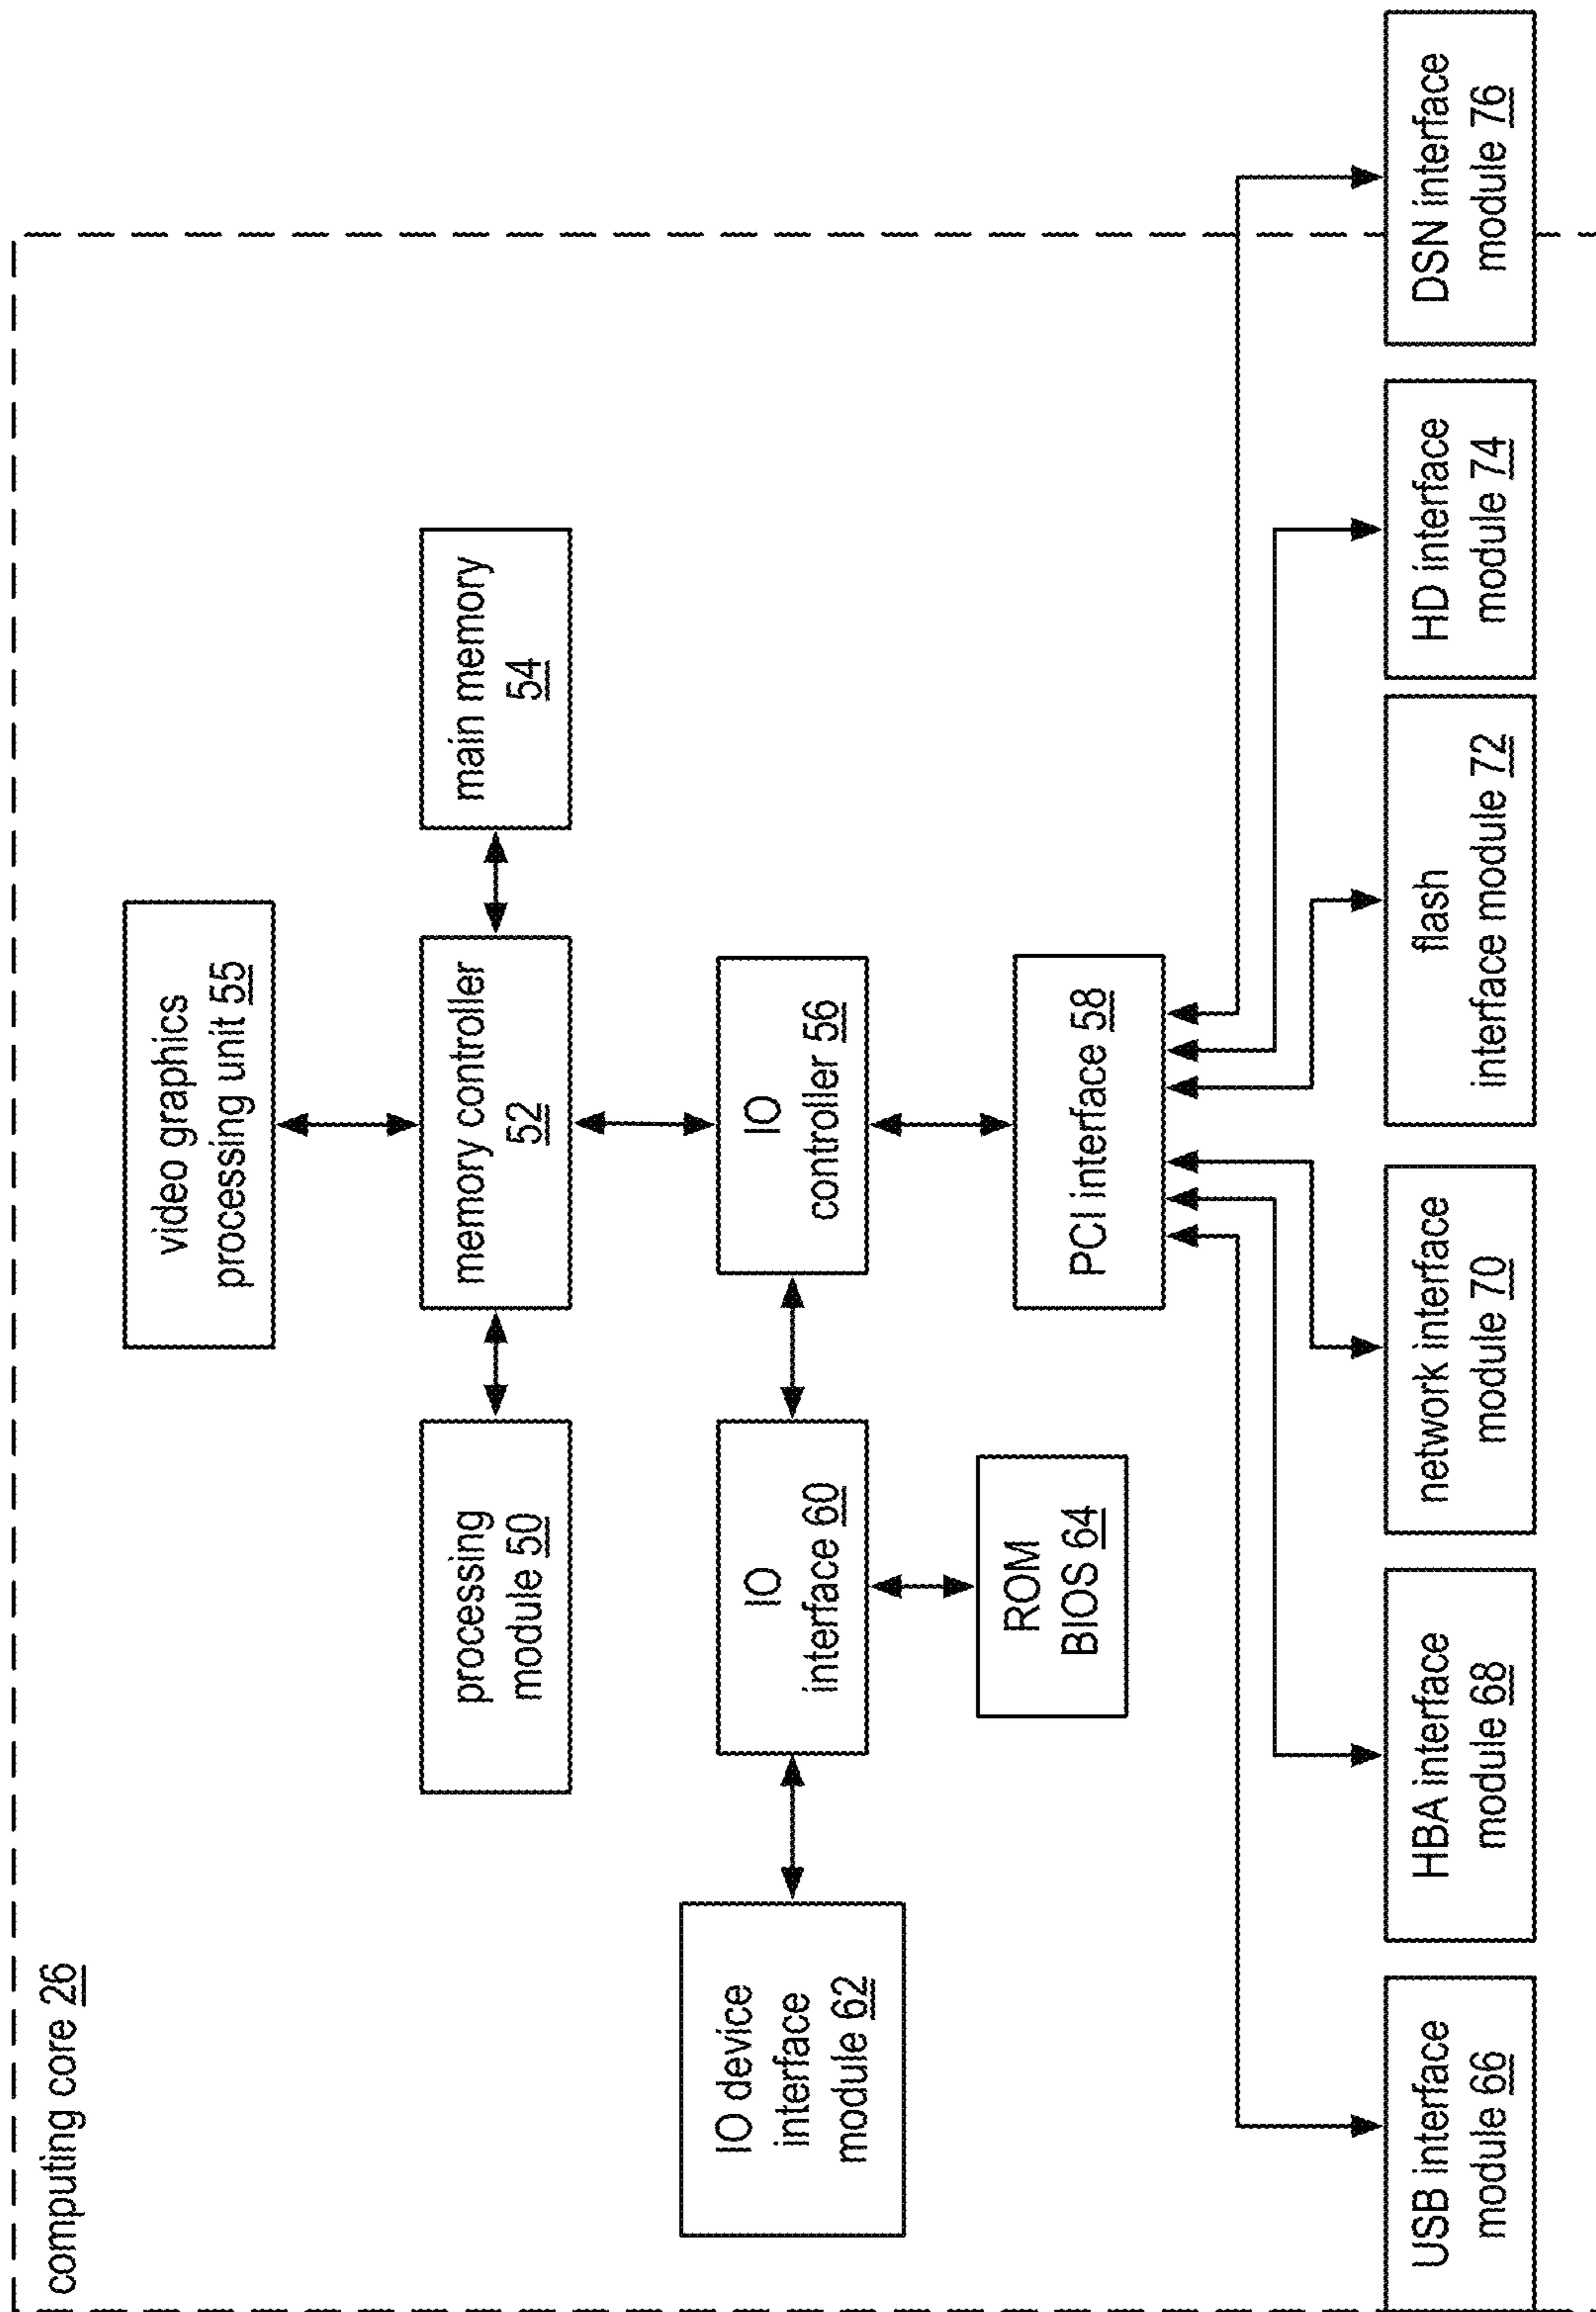 computing core 26
video graphics
processing unit 55
processing
module 50
memory controller
52
main memory
54
IO device
interface
module 62
IO
interface 60
IO
controller 56
ROM
BIOS 64
PCI interface 58
USB interface
module 66
HBA interface
module 68
network interface
module 70
flash
interface module 72
HD interface
module 74
DSN interface
module 76